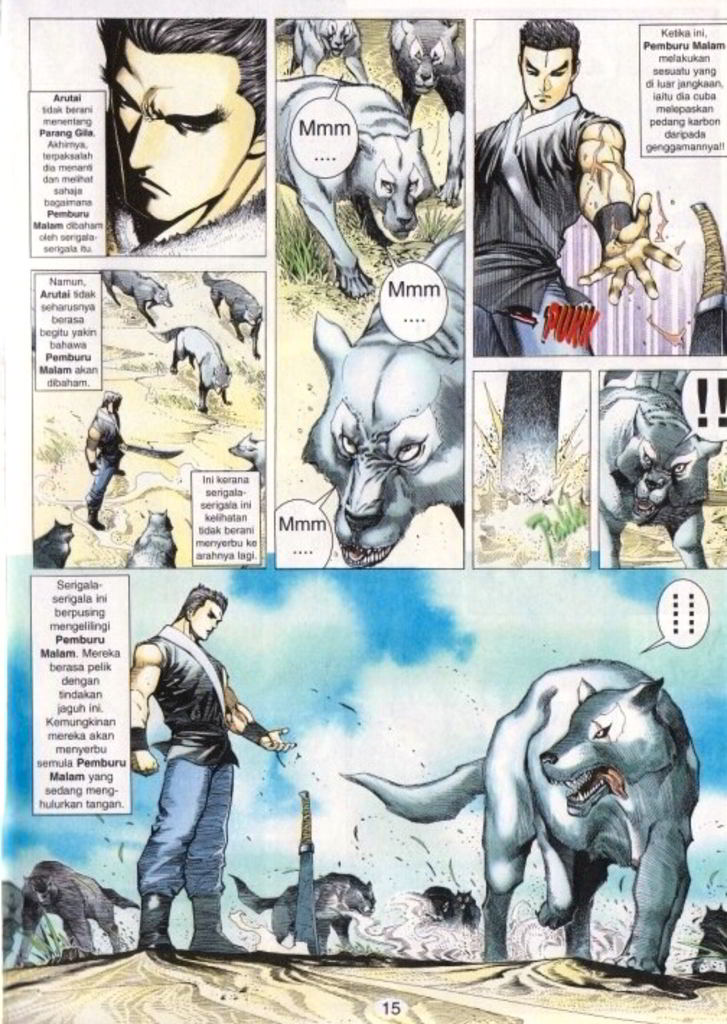 Arutai
tidak berani
menentang
Parang Gila.
Akhirnya,
terpaksalah
dia menanti
dan melihat
sahaja
bagaimana
Pemburu
Malam dibaham
oleh serigala-
serigala itu.
Mmm
....
Mmm
....
Mmm
....
Ketika ini,
Pemburu Malam
melakukan
sesuatu yang
di luar jangkaan,
iaitu dia cuba
melepaskan
pedang karbon
daripada
genggamannya!!
PUKK
Namun,
Arutai tidak
seharusnya
berasa
begitu yakin
bahawa
Pemburu
Malam akan
dibaham.
Ini kerana
serigala-
serigala ini
kelihatan
tidak berani
menyerbu ke
arahnya lagi.
!!
Serigala-
serigala ini
berpusing
mengelilingi
Pemburu
Malam. Mereka
berasa pelik
dengan
tindakan
jaguh ini.
Kemungkinan
mereka akan
menyerbu
semula Pemburu
Malam yang
sedang meng-
hulurkan tangan.
15